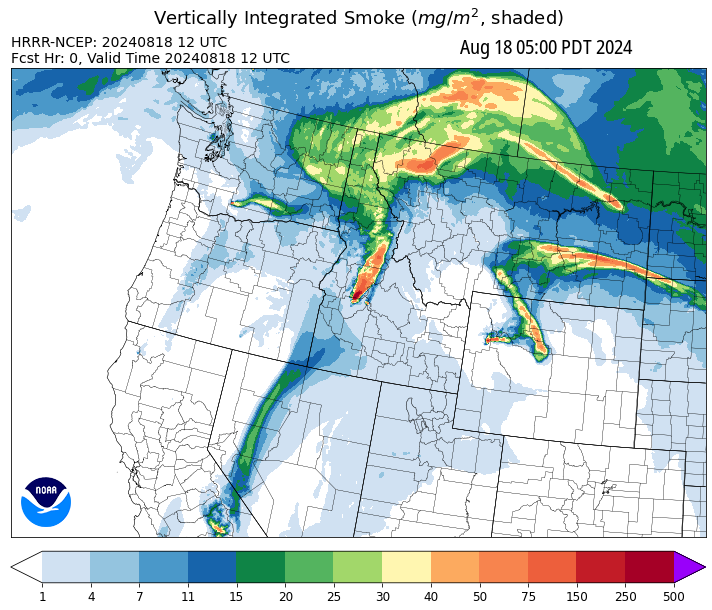 Vertically Integrated Smoke (mg/m², shaded)
HRRR-NCEP: 20240818 12 UTC
Fcst Hr: 0, Valid Time 20240818 12 UTC
Aug 18 05:00 PDT 2024
NOAA
1 4 7 11 15 20 25 30 40 50 75 150 250 500